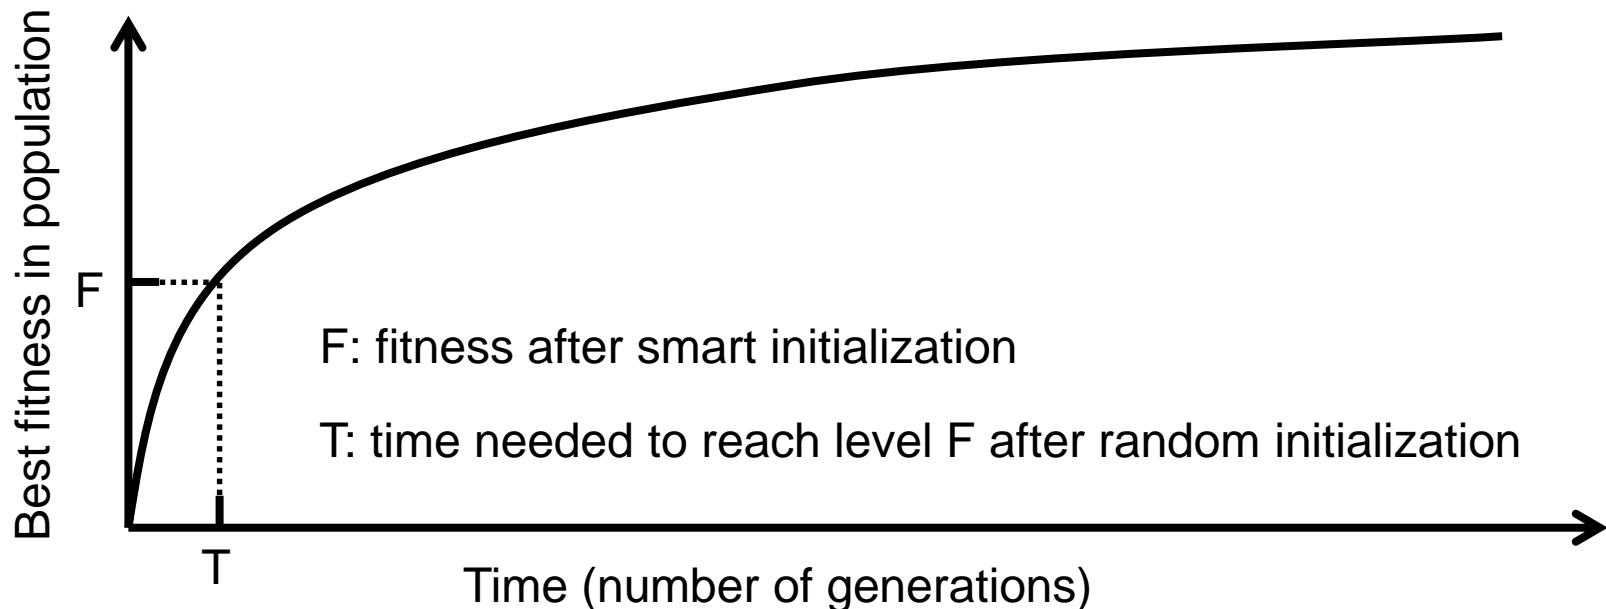 Best fitness in population
F
F: fitness after smart initialization
T: time needed to reach level F after random initialization
T
Time (number of generations)